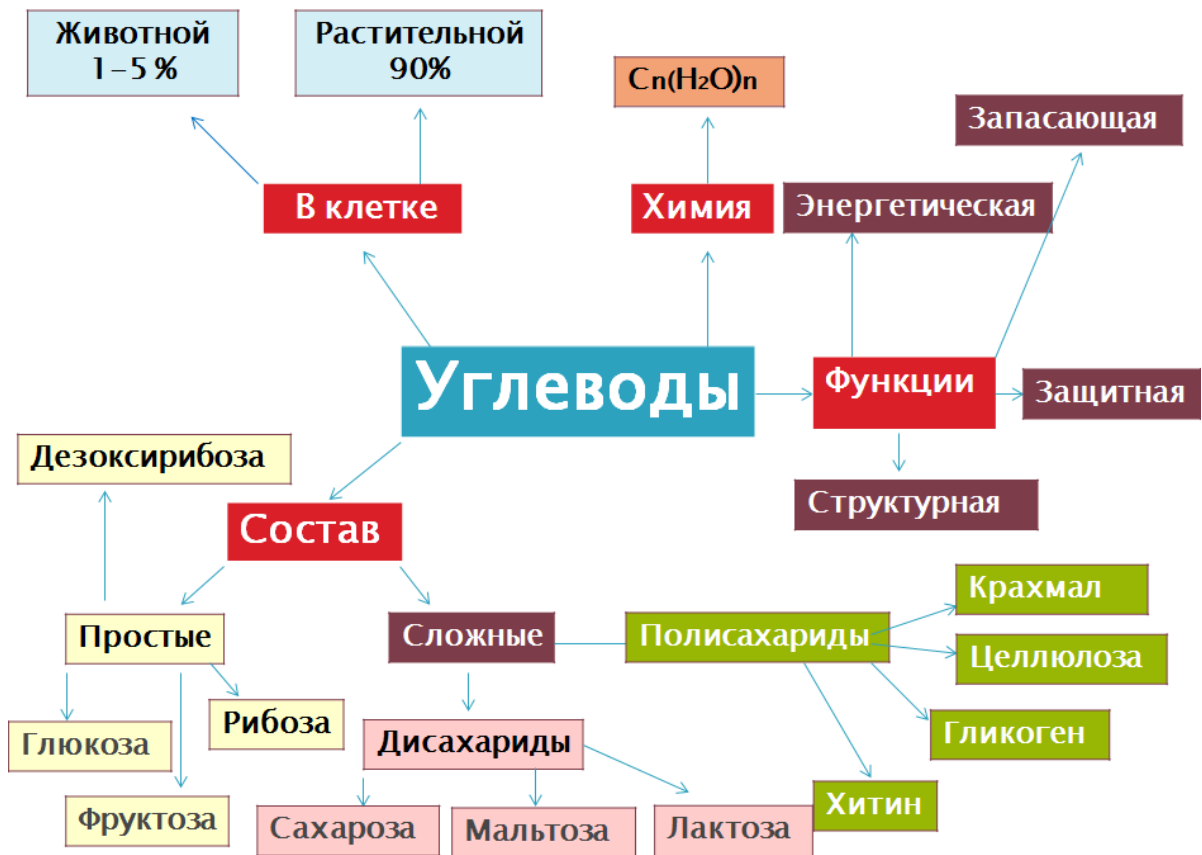 Животной
1–5 %
Растительной
90%
Cn(H₂O)n
Запасающая
В клетке
Химия
Энергетическая
Углеводы
Функции
Защитная
Дезоксирибоза
Структурная
Состав
Простые
Сложные
Полисахариды
Крахмал
Целлюлоза
Гликоген
Хитин
Рибоза
Глюкоза
Дисахариды
Фруктоза
Сахароза
Мальтоза
Лактоза